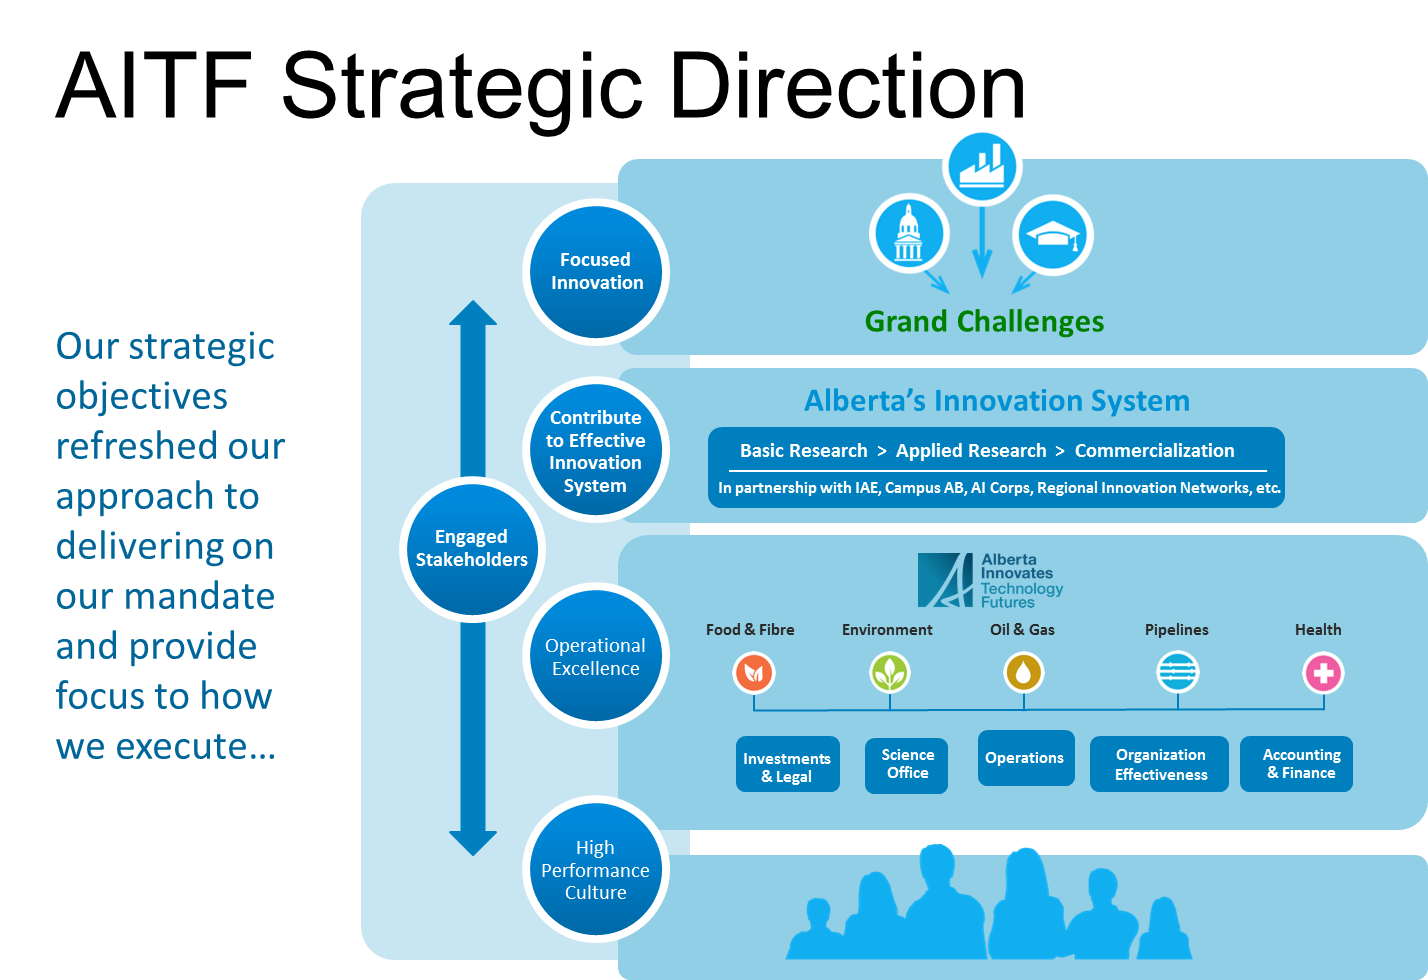 AITF Strategic Direction
Our strategic
objectives
refreshed our
approach to
delivering on
our mandate
and provide
focus to how
we execute...
Engaged
Stakeholders
Focused
Innovation
Grand Challenges
Contribute
to Effective
Innovation
System
Alberta’s Innovation System
Basic Research > Applied Research > Commercialization
In partnership with IAE, Campus AB, AI Corps, Regional Innovation Networks, etc.
Operational
Excellence
Alberta
Innovates
Technology
Futures
Food & Fibre Environment Oil & Gas Pipelines Health
Investments
& Legal
Science
Office
Operations
Organization
Effectiveness
Accounting
& Finance
High
Performance
Culture